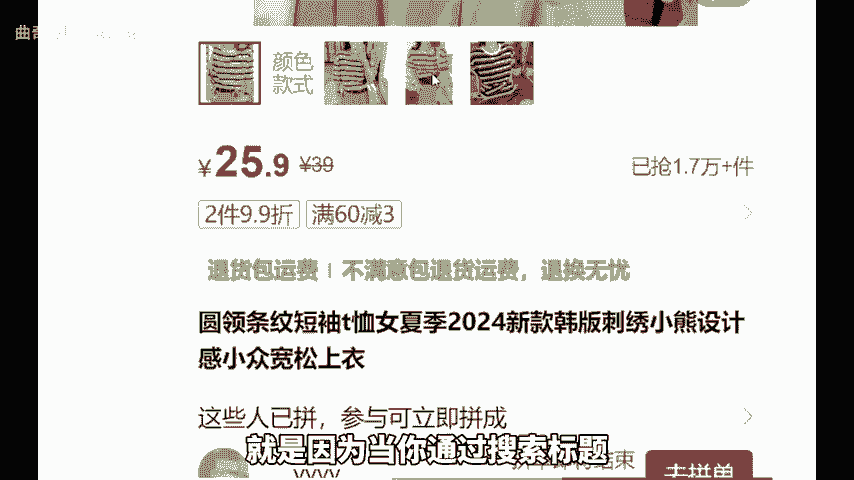 曲哥
颜色
款式
¥25.9 ¥39
已抢1.7万+件
2件9.9折 满60减3
退货包运费 | 不满意包退货运费，退换无忧
圆领条纹短袖t恤女夏季2024新款韩版刺绣小熊设计
感小众宽松上衣
这些人已拼，参与可立即拼成
就是因为当你通过搜索标题
结束
去拼单